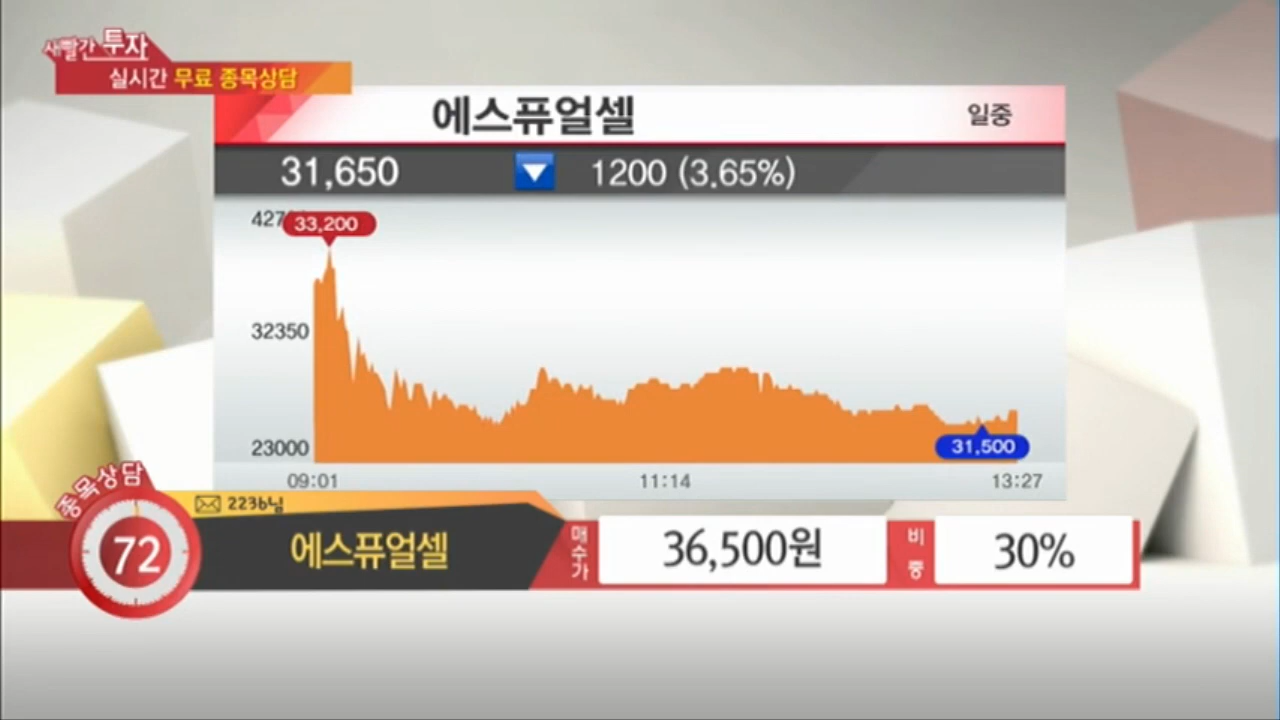 새빨간 투자
실시간 무료 종목상담
에스퓨얼셀
일중
31,650 ▼ 1200 (3.65%)
33,200
32350
23000
31,500
09:01 11:14 13:27
종목상담
72
223b님
에스퓨얼셀
매수가 36,500원
비중 30%